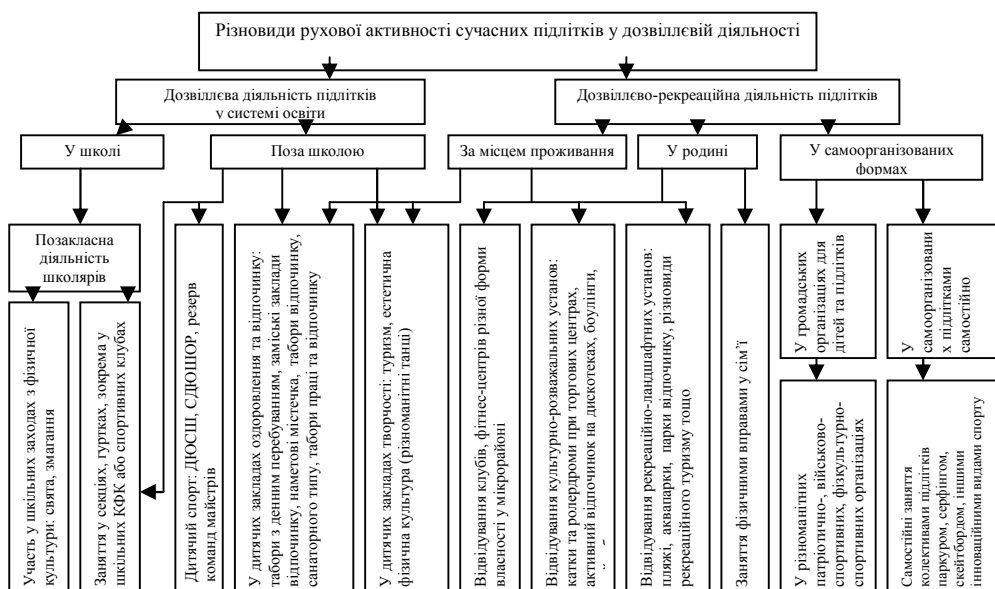 Різновиди рухової активності сучасних підлітків у дозвіллєвій діяльності
Дозвіллєва діяльність підлітків
у системі освіти
Дозвіллєво-рекреаційна діяльність підлітків
У школі
Поза школою
За місцем проживання
У родині
У самоорганізованих
формах
Позакласна
діяльність
школярів
Участь у шкільних заходах з фізичної
культури: свята, змагання
Заняття у секціях, гуртках, зокрема у
шкільних КФК або спортивних клубах
Дитячий спорт: ДЮСШ, СДЮШОР, резерв
команд майстрів
У дитячих закладах оздоровлення та відпочинку:
табори з денним перебуванням, заміські заклади
відпочинку, наметові містечка, табори відпочинку,
санаторного типу, табори праці та відпочинку
У дитячих закладах творчості: туризм, естетична
фізична культура (різноманітні танці)
Відвідування клубів, фітнес-центрів різної форми
власності у мікрорайоні
Відвідування культурно-розважальних установ:
катки та ролердроми при торгових центрах,
активний відпочинок на дискотеках, боулінги,
Відвідування рекреаційно-ландшафтних установ:
пляжі, аквапарки, парки відпочинку, різновиди
рекреаційного туризму тощо
Заняття фізичними вправами у сім’ї
У громадських
організаціях для
дітей та підлітків
У
самоорганізовани
х підлітками
самостійно
У різноманітних
патріотично-, військово-
спортивних, фізкультурно-
спортивних організаціях
Самостійні заняття
колективами підлітків
паркуром, серфінгом,
скейтбордом, іншими
інноваційними видами спорту